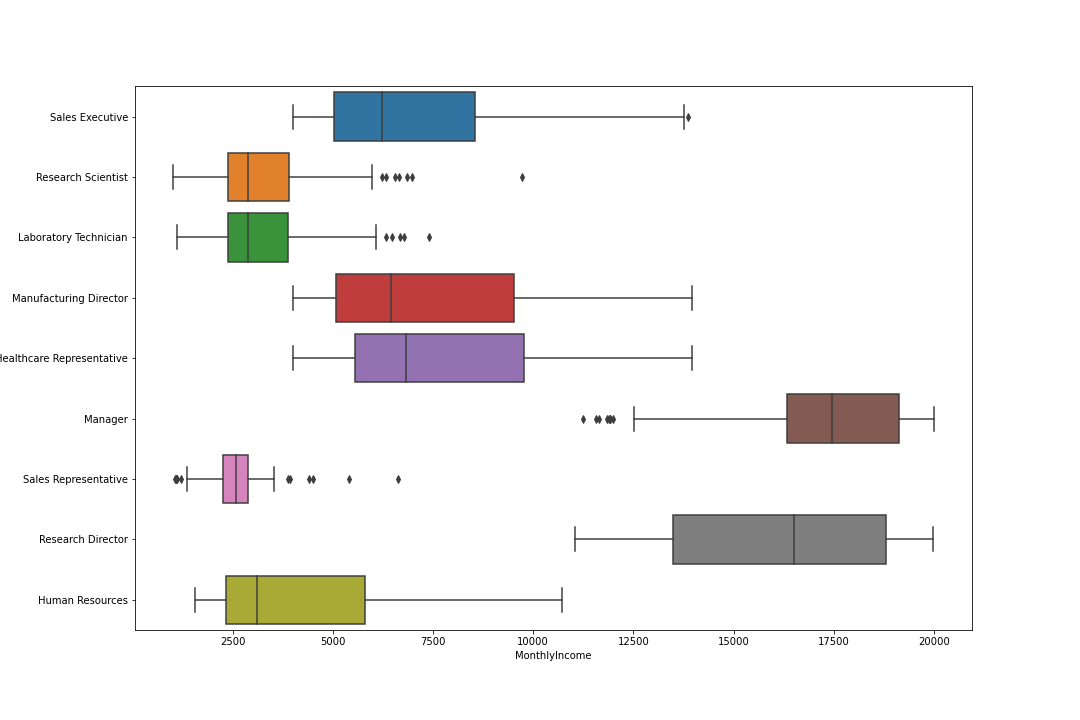 Sales Executive
Research Scientist
Laboratory Technician
Manufacturing Director
Healthcare Representative
Manager
Sales Representative
Research Director
Human Resources
2500 5000 7500 10000 12500 15000 17500 20000
MonthlyIncome